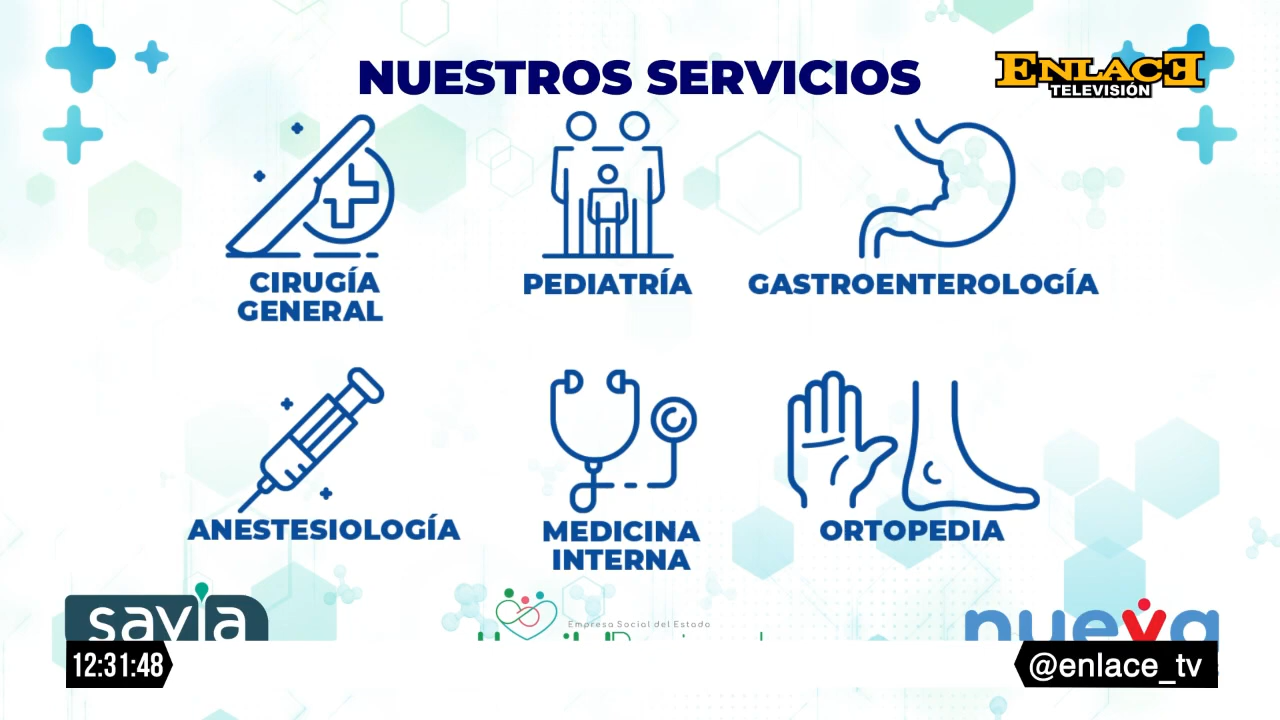 NUESTROS SERVICIOS
ENLACE
TELEVISIÓN
CIRUGÍA
GENERAL
PEDIATRÍA
GASTROENTEROLOGÍA
ANESTESIOLOGÍA
MEDICINA
INTERNA
ORTOPEDIA
savia
Empresa Social del Estado
nueva
12:31:48
@enlace_tv